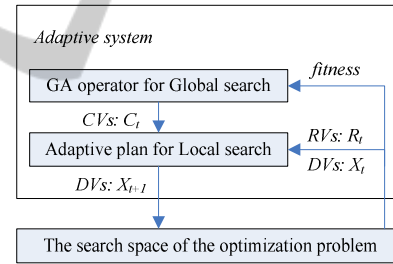 Adaptive system
fitness
GA operator for Global search
CVs: Cₜ
RVs: Rₜ
Adaptive plan for Local search
DVs: Xₜ
DVs: Xₜ₊₁
The search space of the optimization problem